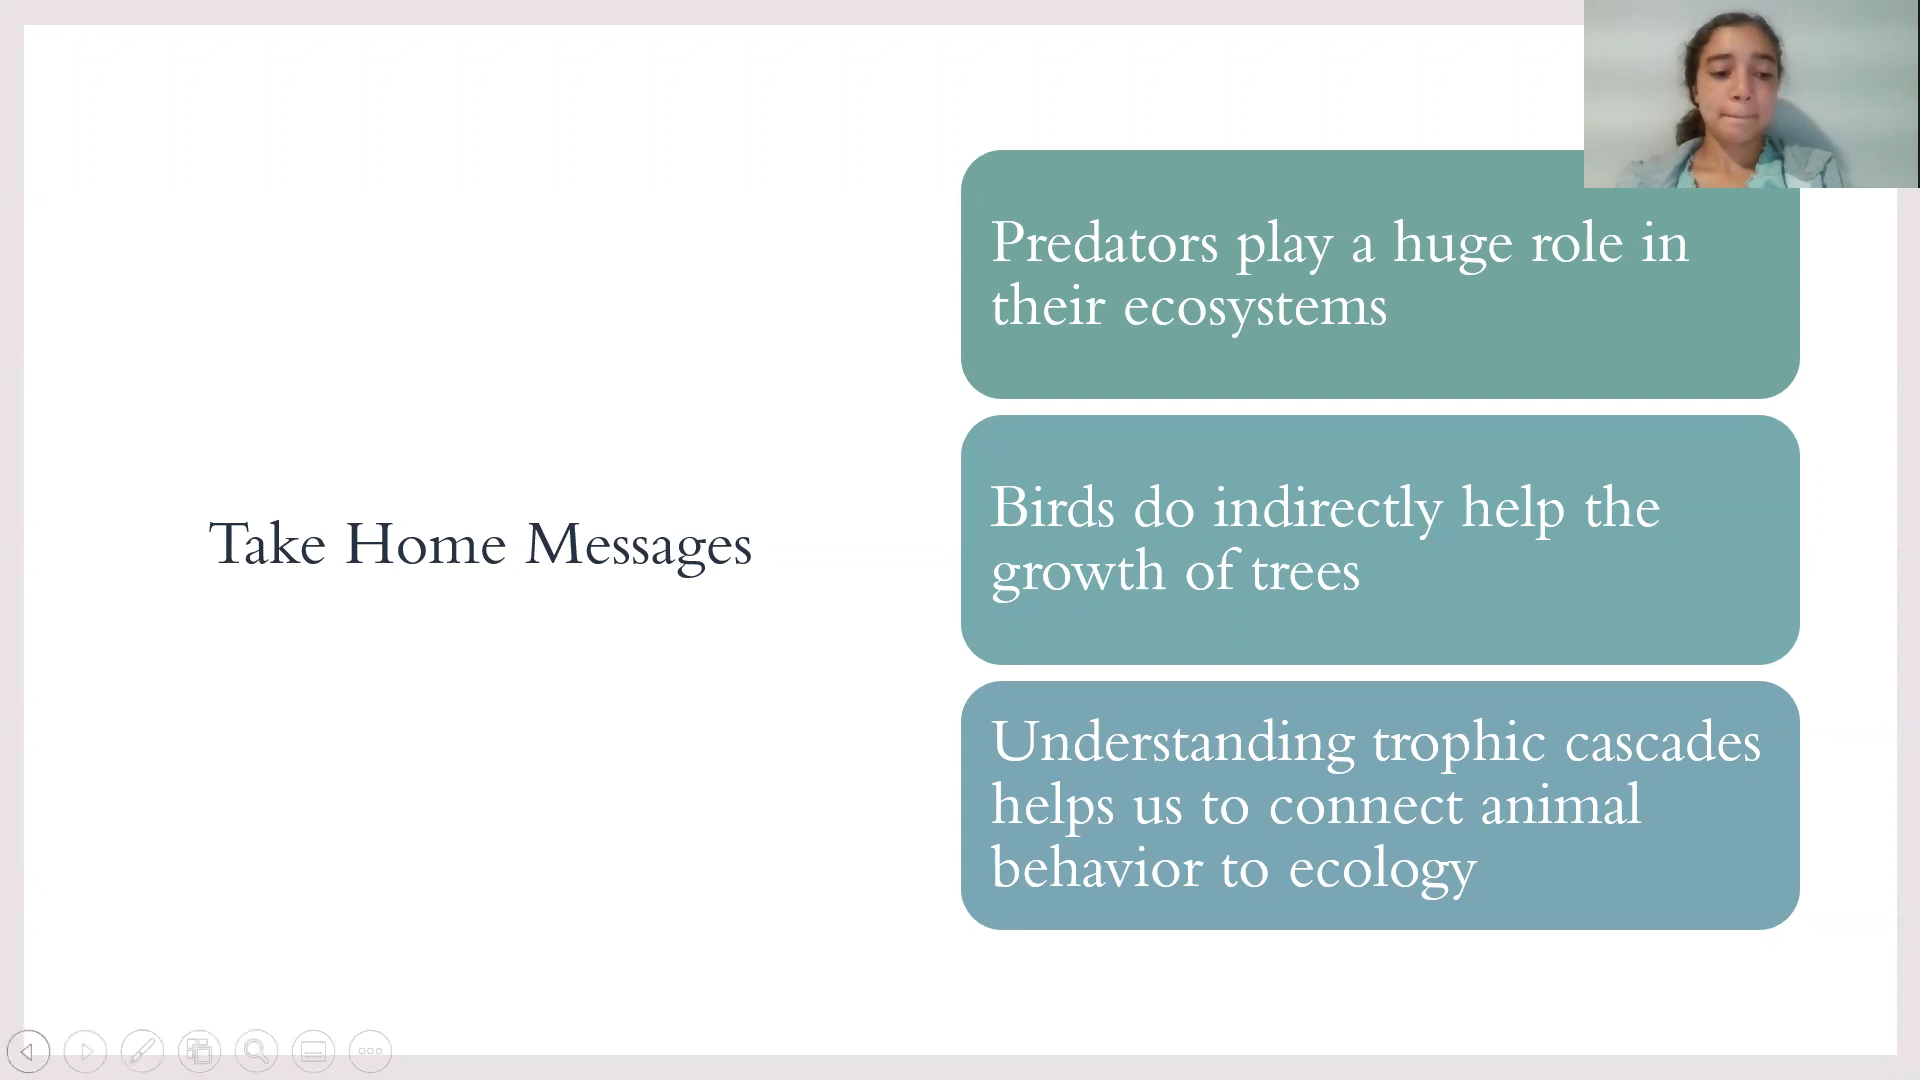 Take Home Messages
Predators play a huge role in
their ecosystems
Birds do indirectly help the
growth of trees
Understanding trophic cascades
helps us to connect animal
behavior to ecology